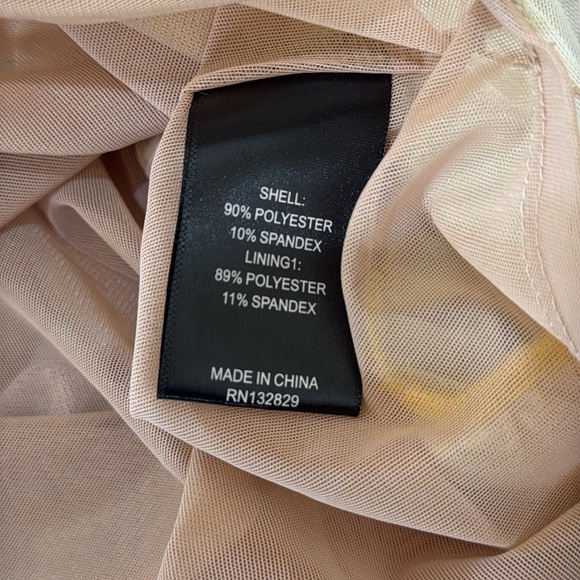 SHELL:
90% POLYESTER
10% SPANDEX
LINING1:
89% POLYESTER
11% SPANDEX
MADE IN CHINA
RN132829